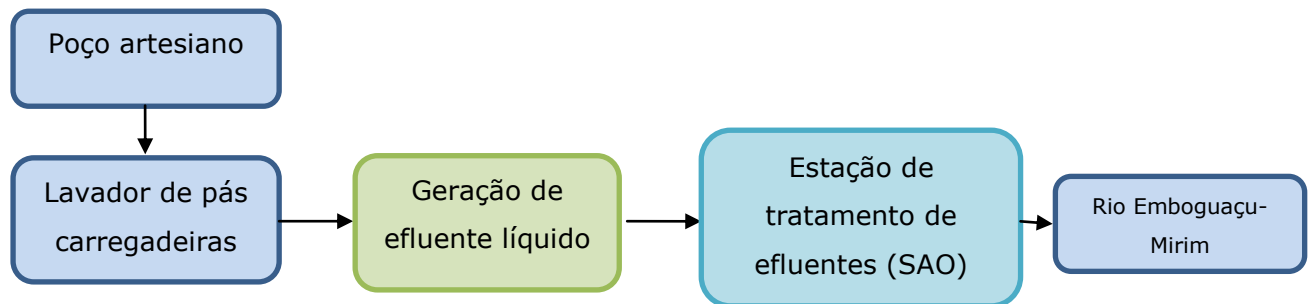 Poço artesiano
Lavador de pás
carregadeiras
Geração de
efluente líquido
Estação de
tratamento de
efluentes (SAO)
Rio Emboguaçu-
Mirim